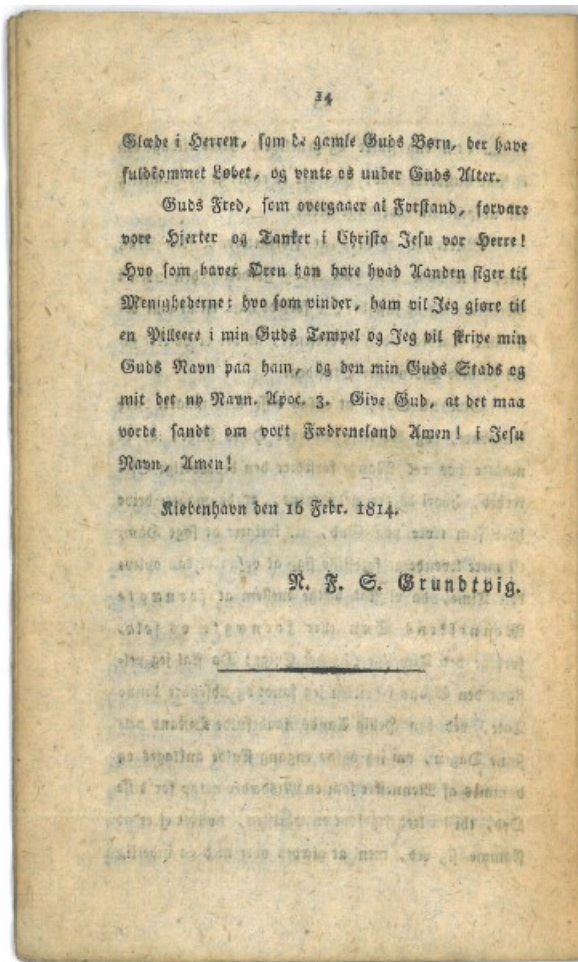 14
Glæde i Herren, som de gamle Guds Børn, der have
fuldkommet Løbet, og vente os under Guds Alter.
Guds Fred, som overgaaer al Forstand, forvare
vore Hjerter og Tanker i Christo Jesu vor Herre!
Hvo som haver Øren han høre hvad Aanden siger til
Menighederne: hvo som vinder, ham vil Jeg giøre til
en Pilleere i min Guds Tempel og Jeg vil skrive min
Guds Navn paa ham, og den min Guds Stads og
mit det ny Navn. Apoc. 3. Give Gud, at det maa
vorde sandt om vort Fædreneland Amen! i Jesu
Navn, Amen!
Kiøbenhavn den 16 Febr. 1814.
N. F. S. Grundtvig.